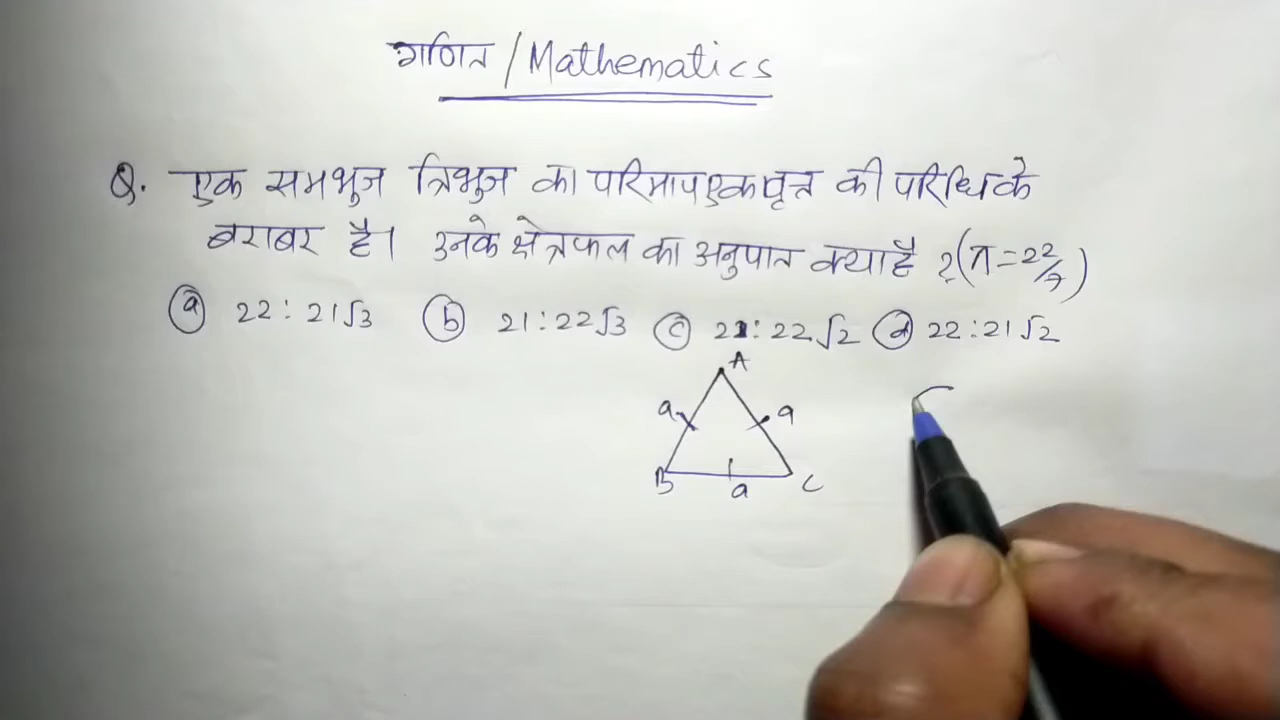 गणित / Mathematics
Q. एक समभुज त्रिभुज का परिमाप एक वृत्त की परिधि के
बराबर है। उनके क्षेत्रफल का अनुपात क्या है ? (π = 22/7)
(a) 22 : 21√3 (b) 21 : 22√3 (c) 21 : 22√2 (d) 22 : 21√2
A
a a
B a C